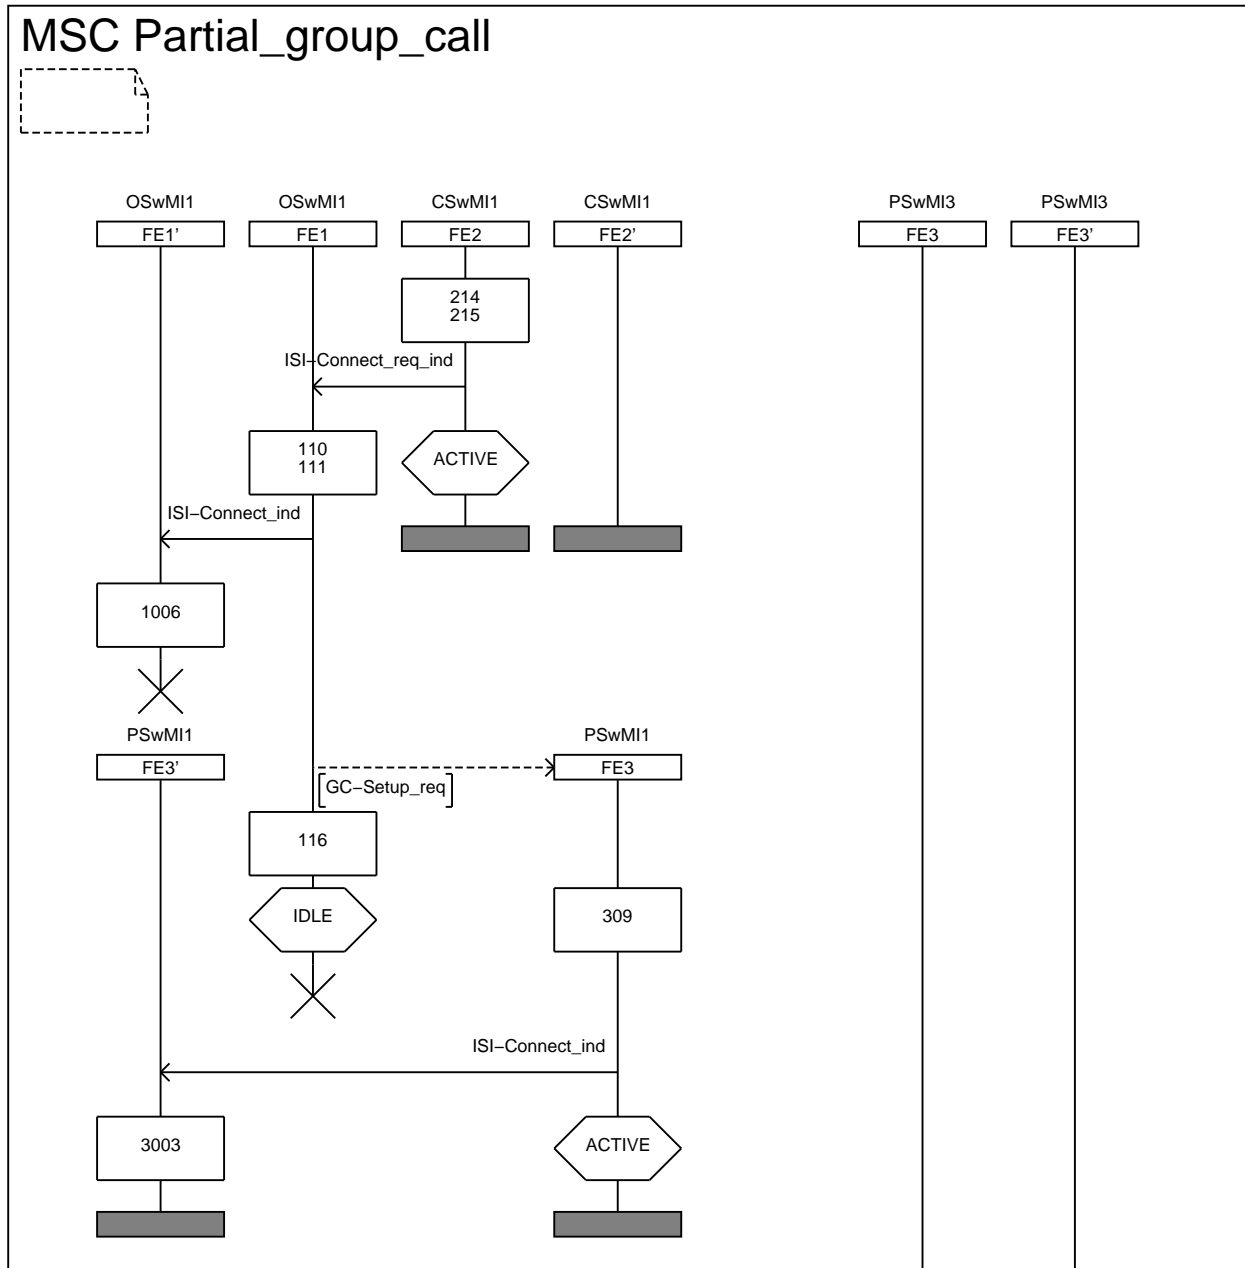 MSC Partial_group_call
OSwMI1 OSwMI1 CSwMI1 CSwMI1 PSwMI3 PSwMI3
FE1’ FE1 FE2 FE2’ FE3 FE3’
214
215
ISI−Connect_req_ind
110
111
ACTIVE
ISI−Connect_ind
1006
PSwMI1 PSwMI1
FE3’ FE3
GC−Setup_req
116
IDLE
309
ISI−Connect_ind
3003
ACTIVE